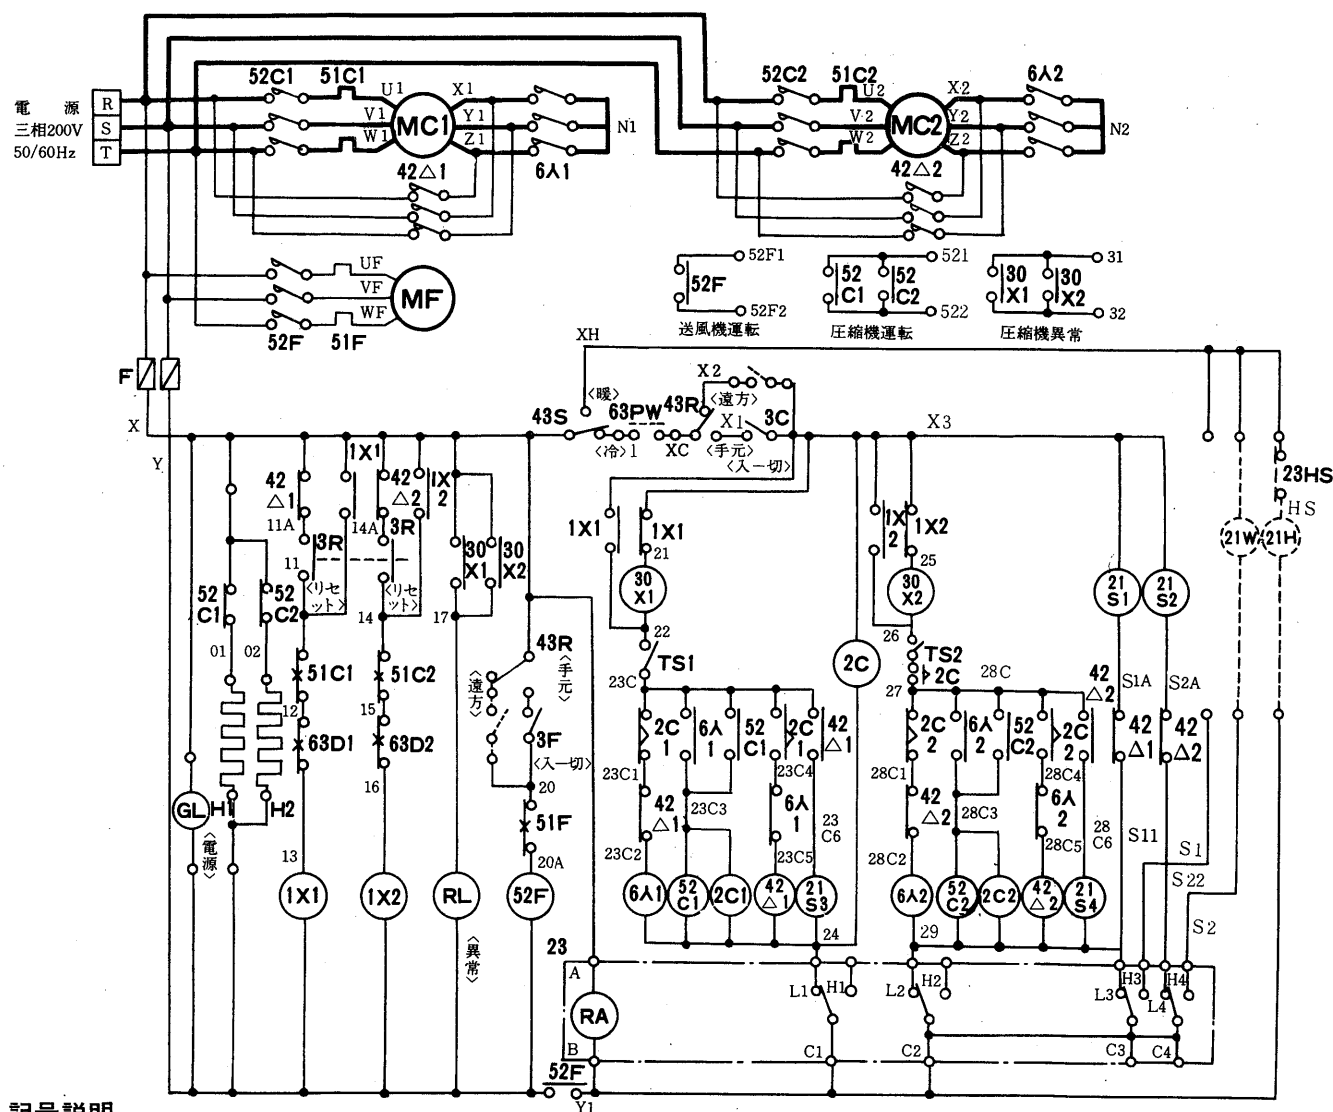 電 源
三相200V
50/60Hz
R
S
T
52C1
51C1
U1
V1
W1
MC1
X1
Y1
Z1
6人1
N1
42△1
52C2
51C2
U2
V2
W2
MC2
X2
Y2
Z2
6人2
N2
42△2
UF
VF
WF
MF
52F
51F
52F
52F1
52F2
送風機運転
52
C1
52
C2
521
522
圧縮機運転
30
X1
30
X2
31
32
圧縮機異常
F
X
Y
XH
〈暖〉
43S
〈冷〉
63PW
1
XC
43R
X2
〈遠方〉
X1
〈手元〉
3C
〈入一切〉
X3
42
△1
11A
1X1
42
△2
14A
1X
2
3R
11
〈リセ
ット〉
3R
〈リセ
ット〉
14
30
X1
30
X2
17
52
C1
52
C2
01
02
51C1
12
63D1
51C2
15
63D2
16
43R
〈遠方〉
〈手元〉
3F
〈入一切〉
20
51F
20A
GL
〈電源〉
H1
H2
13
1X1
1X2
RL
〈異常〉
52F
1X1
1X1
21
30
X1
22
TS1
23C
2C
1
6人
1
52
C1
2C
1
42
△1
23C1
23C3
23C4
42
△1
6人
1
23
C6
23C2
23C5
6人1
52
C1
2C1
42
△1
21
S3
24
2C
1X
2
1X2
25
30
X2
26
TS2
2C
27
28C
2C
2
6人
2
52
C2
2C
2
42
△2
28C1
28C3
28C4
42
△2
6人
2
28
C6
28C2
28C5
6人2
52
C2
2C2
42
△2
21
S4
29
21
S1
21
S2
S1A
S2A
42
△1
42
△2
S11
S1
S22
S2
23HS
HS
21W
21H
23
A
RA
B
L1
H1
L2
H2
L3
H3
L4
H4
C1
C2
C3
C4
52F
Y1
記号説明